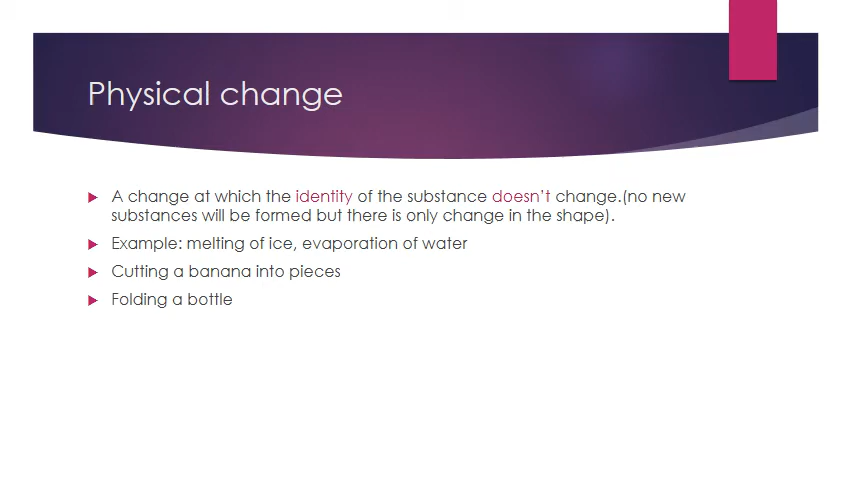 Physical change
A change at which the identity of the substance doesn't change.(no new
substances will be formed but there is only change in the shape).
Example: melting of ice, evaporation of water
Cutting a banana into pieces
Folding a bottle